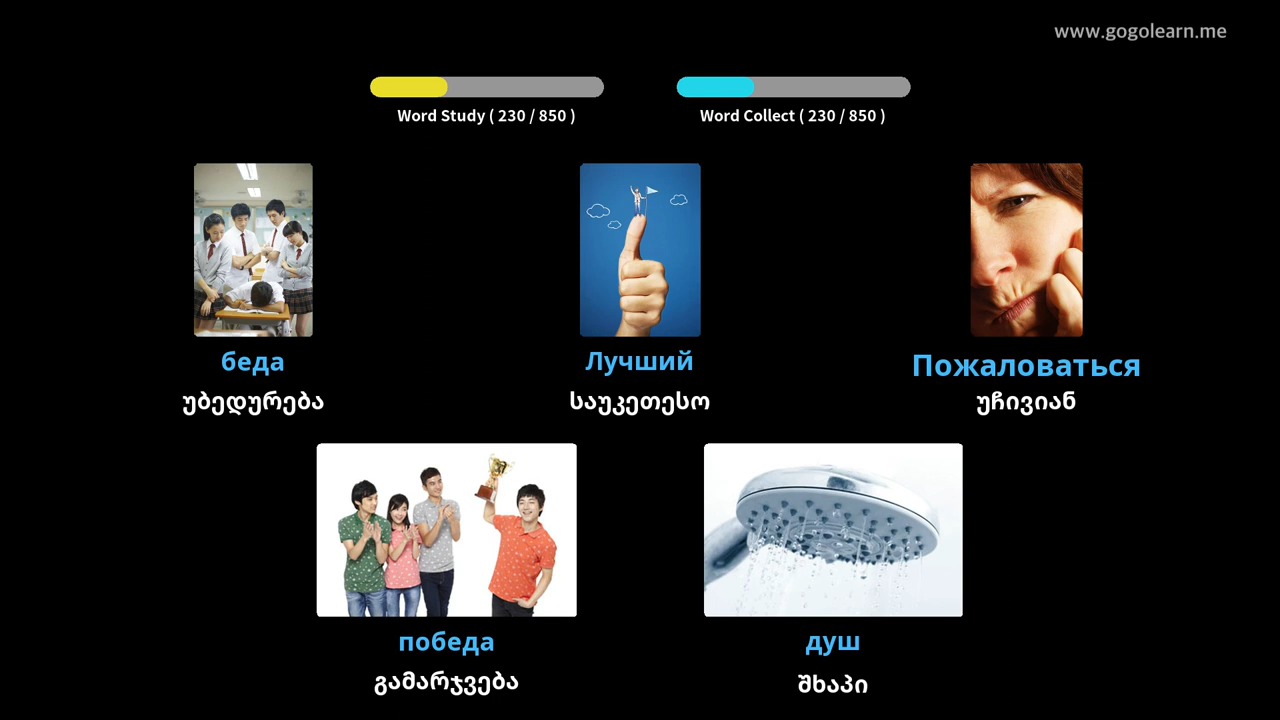 www.gogolearn.me
Word Study ( 230 / 850 )
Word Collect ( 230 / 850 )
беда
უბედურება
Лучший
საუკეთესო
Пожаловаться
უჩივიან
победа
გამარჯვება
душ
შხაპი